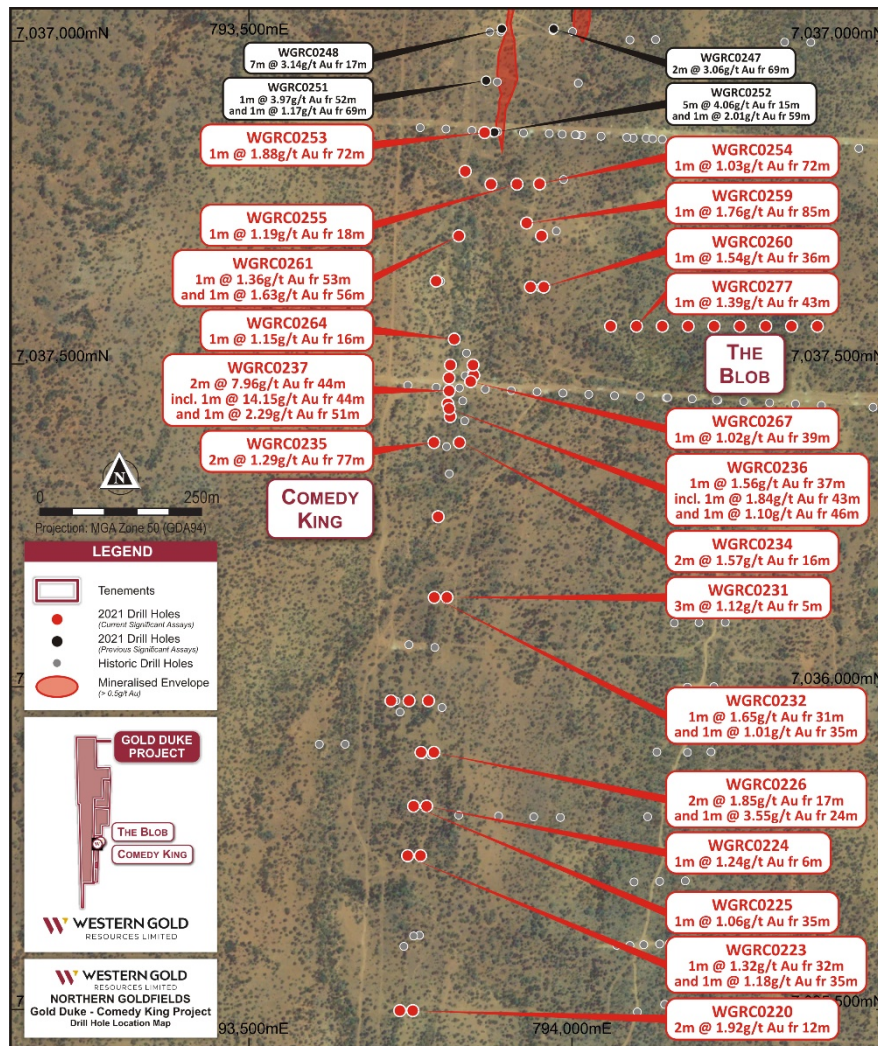 7,037,000mN
793,500mE
794,000mE
7,037,000mN
WGRC0248
7m @ 3.14g/t Au fr 17m
WGRC0247
2m @ 3.06g/t Au fr 69m
WGRC0251
1m @ 3.97g/t Au fr 52m
and 1m @ 1.17g/t Au fr 69m
WGRC0252
5m @ 4.06g/t Au fr 15m
and 1m @ 2.01g/t Au fr 59m
WGRC0253
1m @ 1.88g/t Au fr 72m
WGRC0254
1m @ 1.03g/t Au fr 72m
WGRC0259
1m @ 1.76g/t Au fr 85m
WGRC0255
1m @ 1.19g/t Au fr 18m
WGRC0260
1m @ 1.54g/t Au fr 36m
WGRC0261
1m @ 1.36g/t Au fr 53m
and 1m @ 1.63g/t Au fr 56m
WGRC0277
1m @ 1.39g/t Au fr 43m
WGRC0264
1m @ 1.15g/t Au fr 16m
THE
BLOB
7,037,500mN
7,037,500mN
WGRC0237
2m @ 7.96g/t Au fr 44m
incl. 1m @ 14.15g/t Au fr 44m
and 1m @ 2.29g/t Au fr 51m
WGRC0267
1m @ 1.02g/t Au fr 39m
WGRC0235
2m @ 1.29g/t Au fr 77m
WGRC0236
1m @ 1.56g/t Au fr 37m
incl. 1m @ 1.84g/t Au fr 43m
and 1m @ 1.10g/t Au fr 46m
COMEDY
KING
N
0 250m
Projection: MGA Zone 50 (GDA94)
WGRC0234
2m @ 1.57g/t Au fr 16m
WGRC0231
3m @ 1.12g/t Au fr 5m
LEGEND
Tenements
2021 Drill Holes
(Current Significant Assays)
2021 Drill Holes
(Previous Significant Assays)
Historic Drill Holes
Mineralised Envelope
(> 0.5g/t Au)
7,036,000mN
WGRC0232
1m @ 1.65g/t Au fr 31m
and 1m @ 1.01g/t Au fr 35m
WGRC0226
2m @ 1.85g/t Au fr 17m
and 1m @ 3.55g/t Au fr 24m
WGRC0224
1m @ 1.24g/t Au fr 6m
WGRC0225
1m @ 1.06g/t Au fr 35m
WGRC0223
1m @ 1.32g/t Au fr 32m
and 1m @ 1.18g/t Au fr 35m
WGRC0220
2m @ 1.92g/t Au fr 12m
GOLD DUKE
PROJECT
THE BLOB
COMEDY KING
WESTERN GOLD
RESOURCES LIMITED
WESTERN GOLD
RESOURCES LIMITED
NORTHERN GOLDFIELDS
Gold Duke - Comedy King Project
Drill Hole Location Map
793,500mE
794,000mE